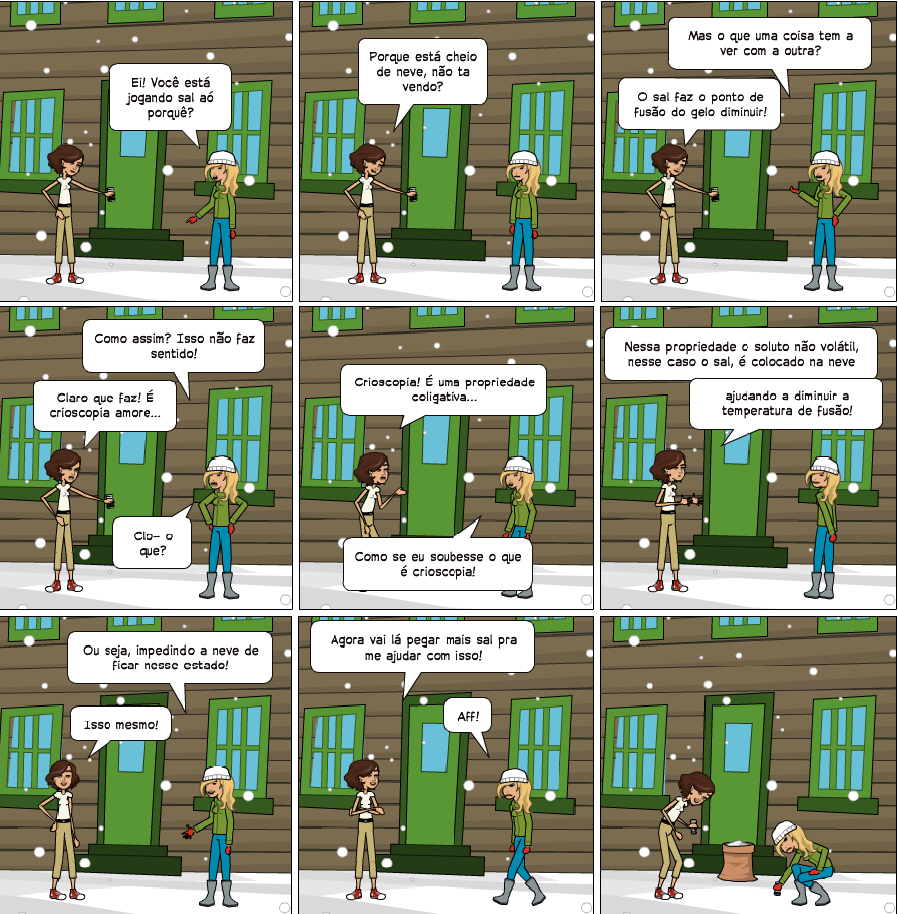 Ei! Você está
jogando sal aó
porquê?
Porque está cheio
de neve, não ta
vendo?
Mas o que uma coisa tem a
ver com a outra?
O sal faz o ponto de
fusão do gelo diminuir!
Como assim? Isso não faz
sentido!
Claro que faz! É
crioscopia amore...
Clo- o
que?
Crioscopia! É uma propriedade
coligativa...
Como se eu soubesse o que
é crioscopia!
Nessa propriedade o soluto não volátil,
nesse caso o sal, é colocado na neve
ajudando a diminuir a
temperatura de fusão!
Ou seja, impedindo a neve de
ficar nesse estado!
Isso mesmo!
Agora vai lá pegar mais sal pra
me ajudar com isso!
Aff!